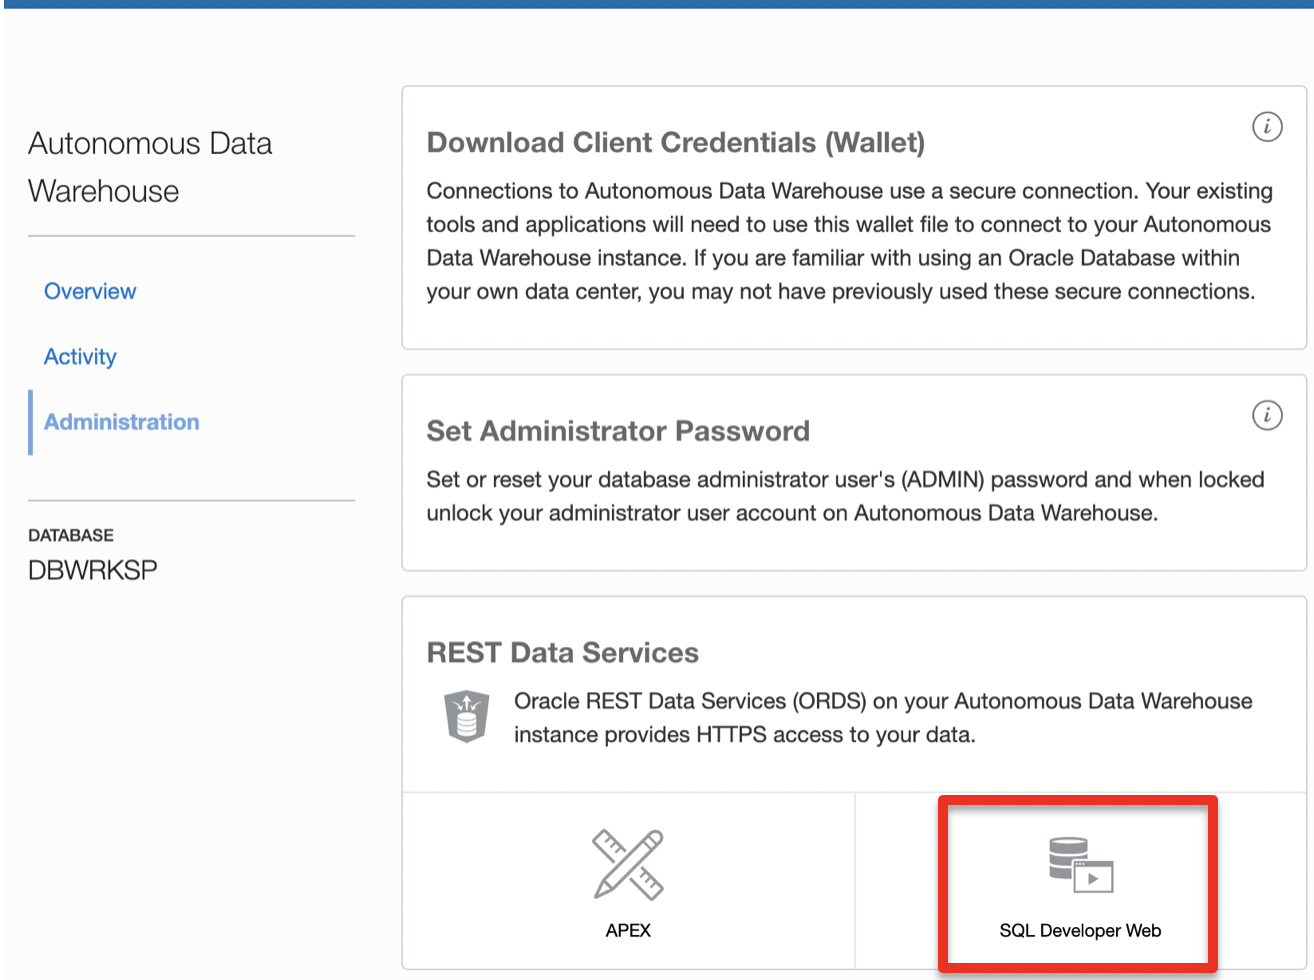 Autonomous Data
Warehouse
Overview
Activity
Administration
DATABASE
DBWRKSP
Download Client Credentials (Wallet)
Connections to Autonomous Data Warehouse use a secure connection. Your existing
tools and applications will need to use this wallet file to connect to your Autonomous
Data Warehouse instance. If you are familiar with using an Oracle Database within
your own data center, you may not have previously used these secure connections.
Set Administrator Password
Set or reset your database administrator user's (ADMIN) password and when locked
unlock your administrator user account on Autonomous Data Warehouse.
REST Data Services
Oracle REST Data Services (ORDS) on your Autonomous Data Warehouse
instance provides HTTPS access to your data.
APEX
SQL Developer Web